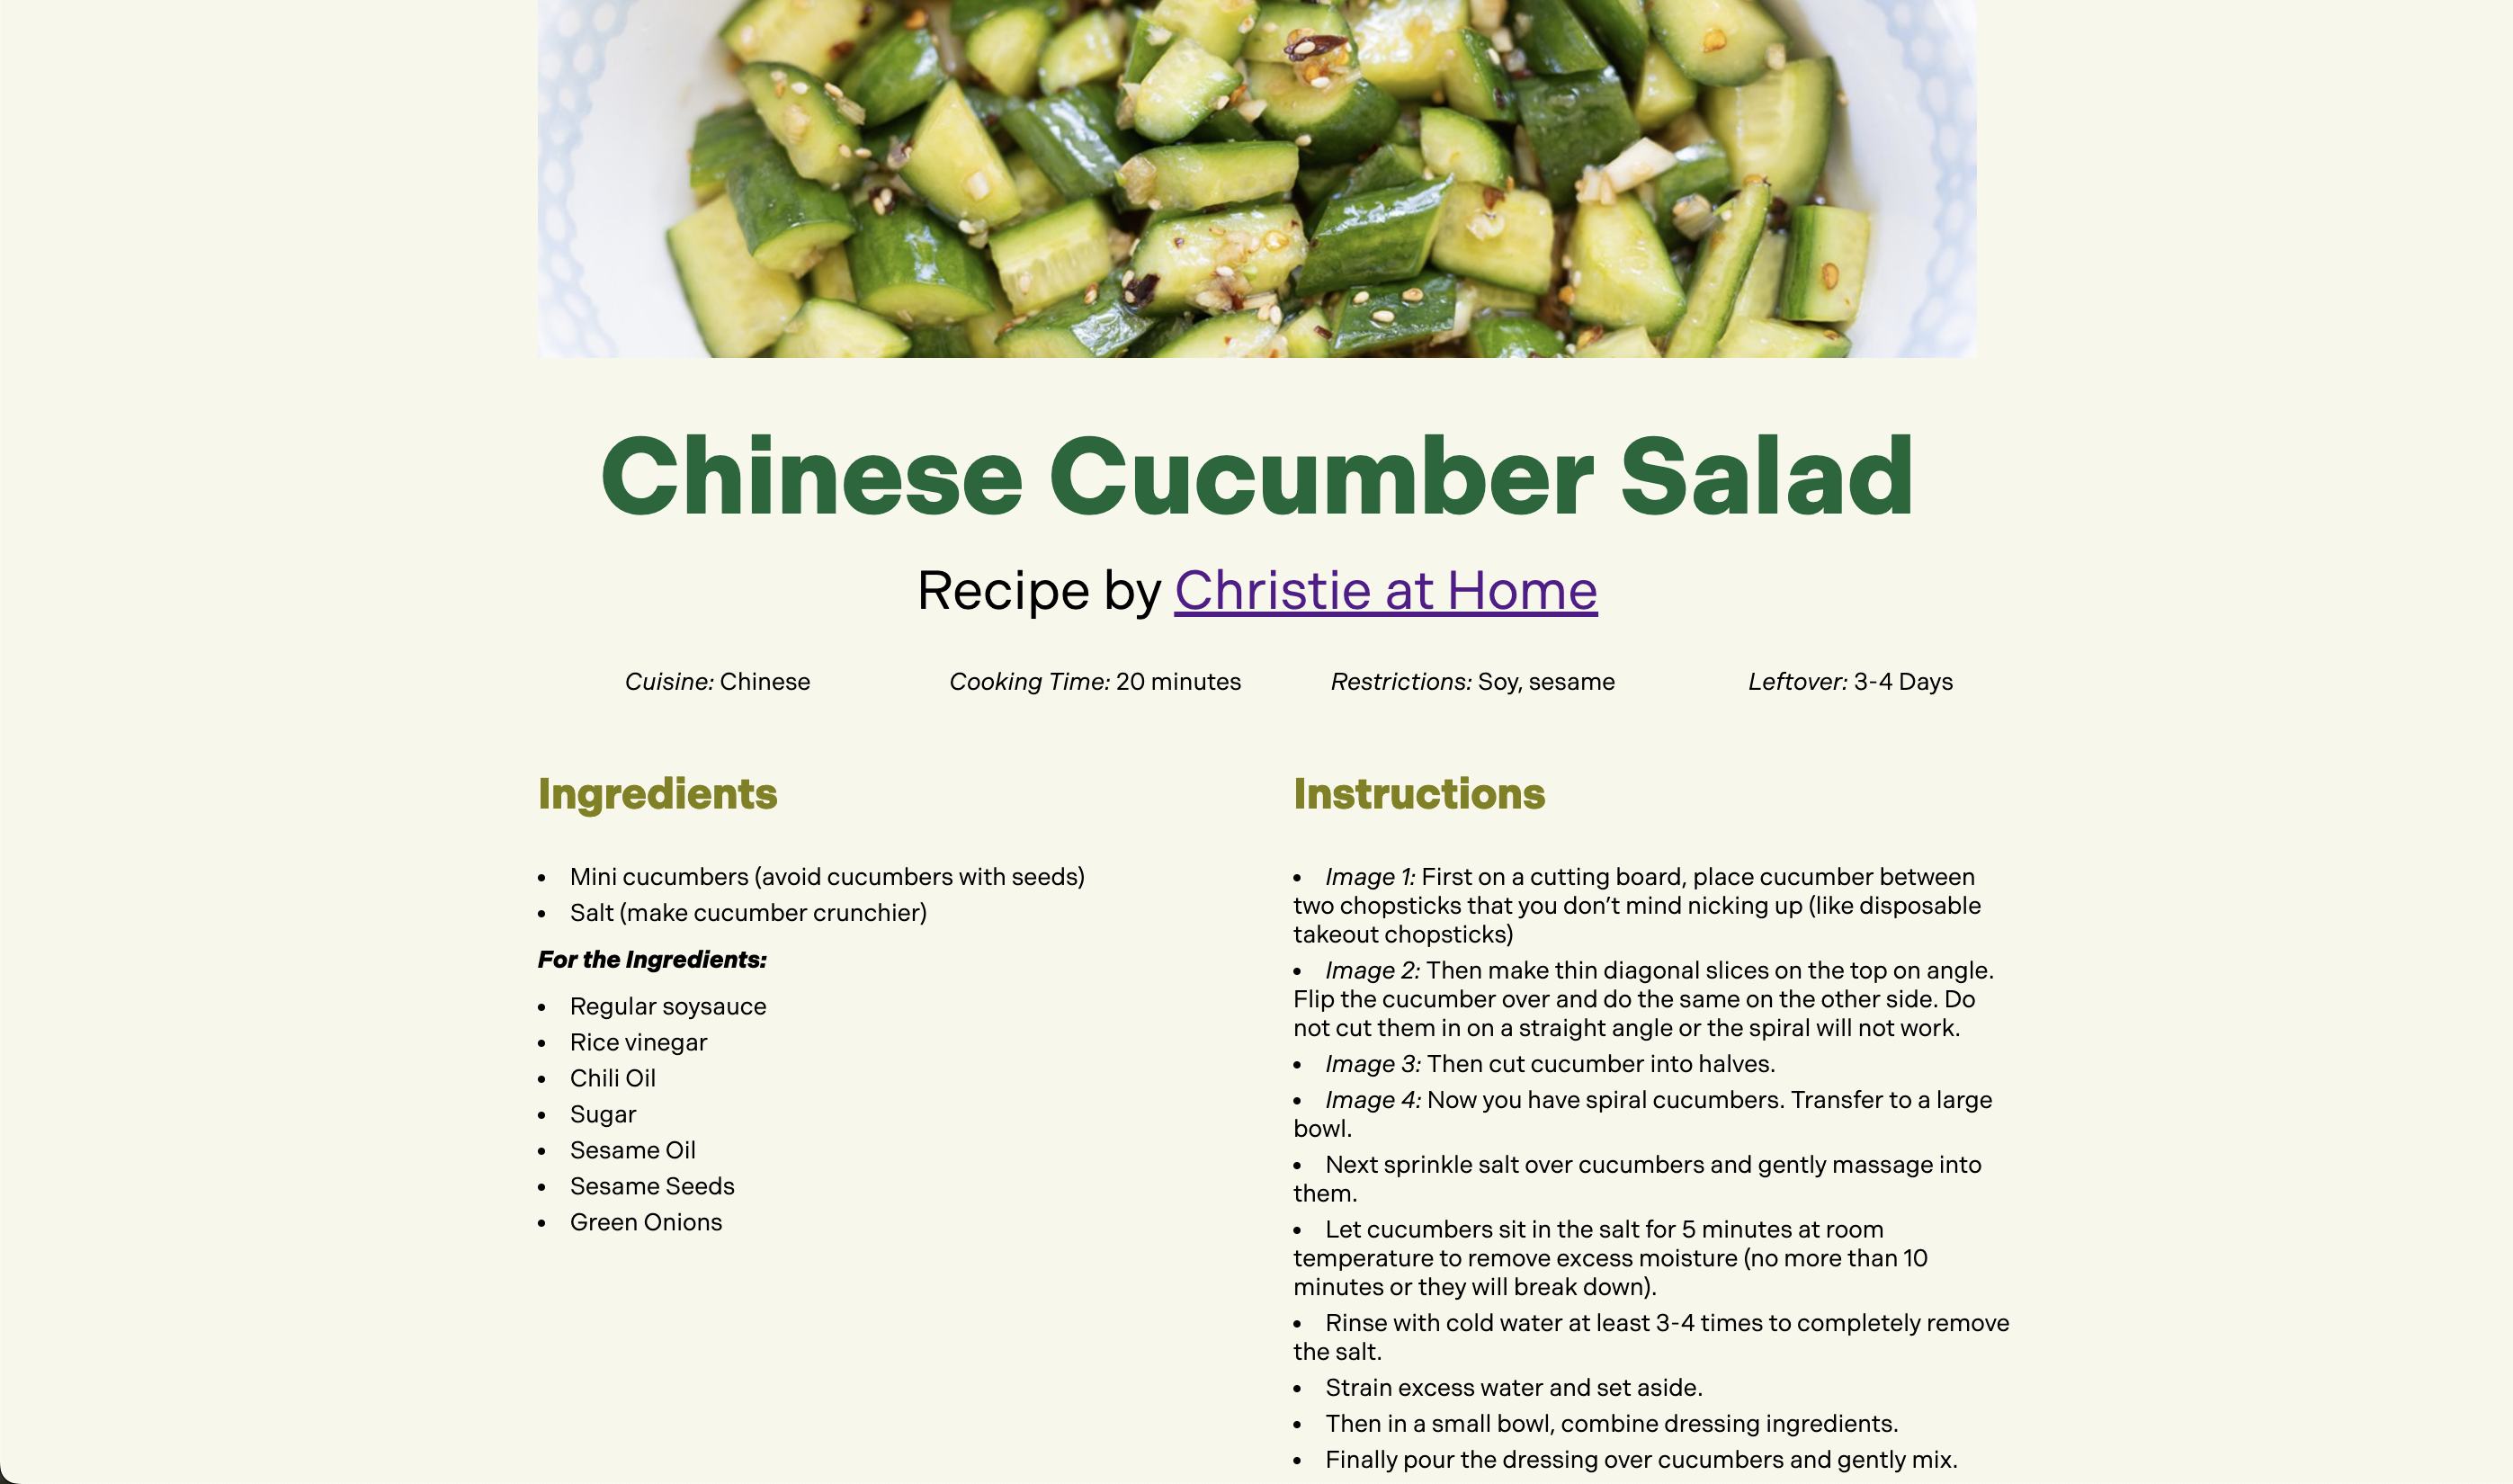 Chinese Cucumber Salad
Recipe by Christie at Home
Cuisine: Chinese
Cooking Time: 20 minutes
Restrictions: Soy, sesame
Leftover: 3-4 Days
Ingredients
• Mini cucumbers (avoid cucumbers with seeds)
• Salt (make cucumber crunchier)
For the Ingredients:
• Regular soysauce
• Rice vinegar
• Chili Oil
• Sugar
• Sesame Oil
• Sesame Seeds
• Green Onions
Instructions
• Image 1: First on a cutting board, place cucumber between
two chopsticks that you don’t mind nicking up (like disposable
takeout chopsticks)
• Image 2: Then make thin diagonal slices on the top on angle.
Flip the cucumber over and do the same on the other side. Do
not cut them in on a straight angle or the spiral will not work.
• Image 3: Then cut cucumber into halves.
• Image 4: Now you have spiral cucumbers. Transfer to a large
bowl.
• Next sprinkle salt over cucumbers and gently massage into
them.
• Let cucumbers sit in the salt for 5 minutes at room
temperature to remove excess moisture (no more than 10
minutes or they will break down).
• Rinse with cold water at least 3-4 times to completely remove
the salt.
• Strain excess water and set aside.
• Then in a small bowl, combine dressing ingredients.
• Finally pour the dressing over cucumbers and gently mix.